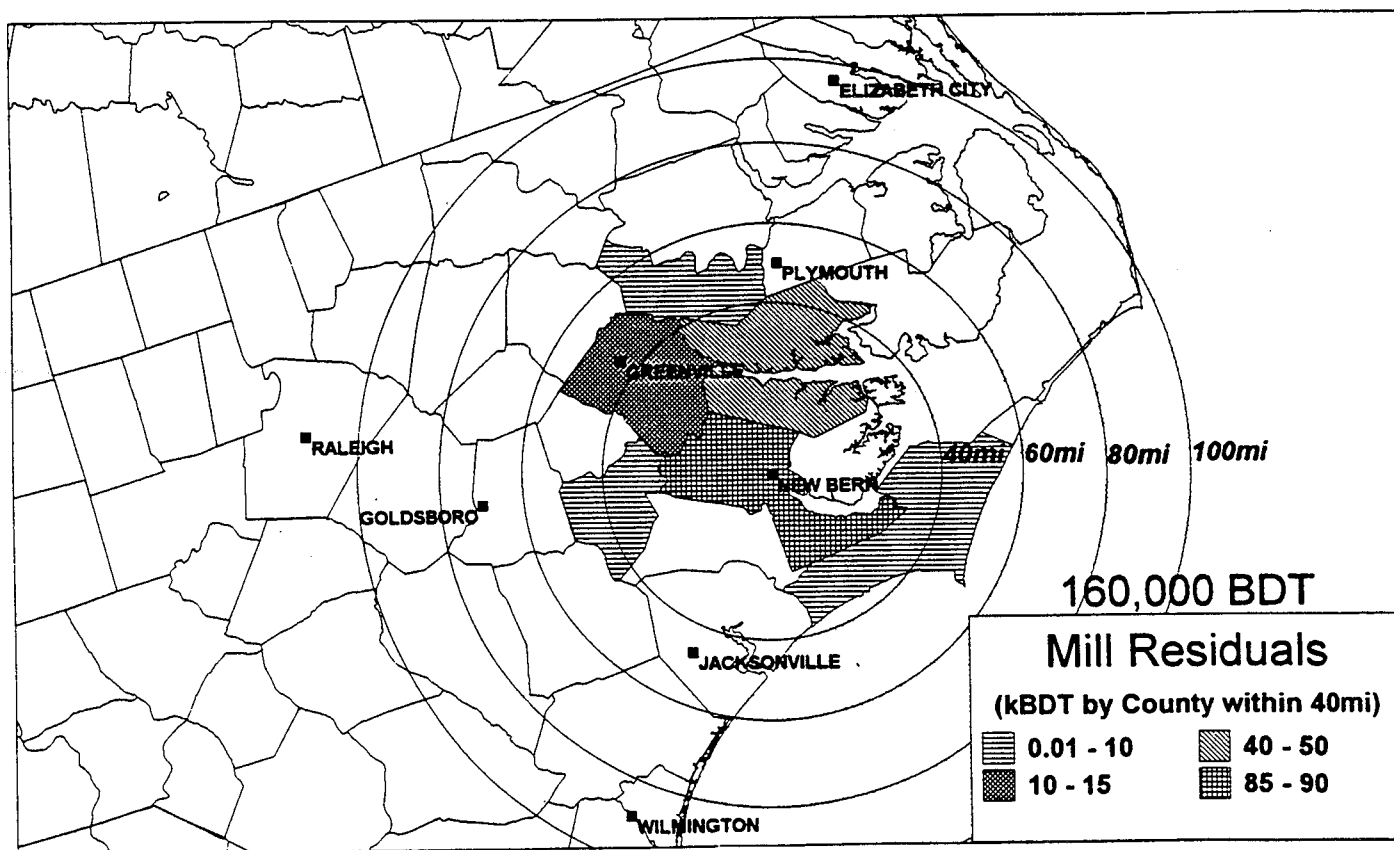 ELIZABETH CITY
PLYMOUTH
GREENVILLE
RALEIGH
40mi 60mi 80mi 100mi
NEW BERN
GOLDSBORO
160,000 BDT
Mill Residuals
(kBDT by County within 40mi)
0.01 - 10
40 - 50
10 - 15
85 - 90
JACKSONVILLE
WILMINGTON